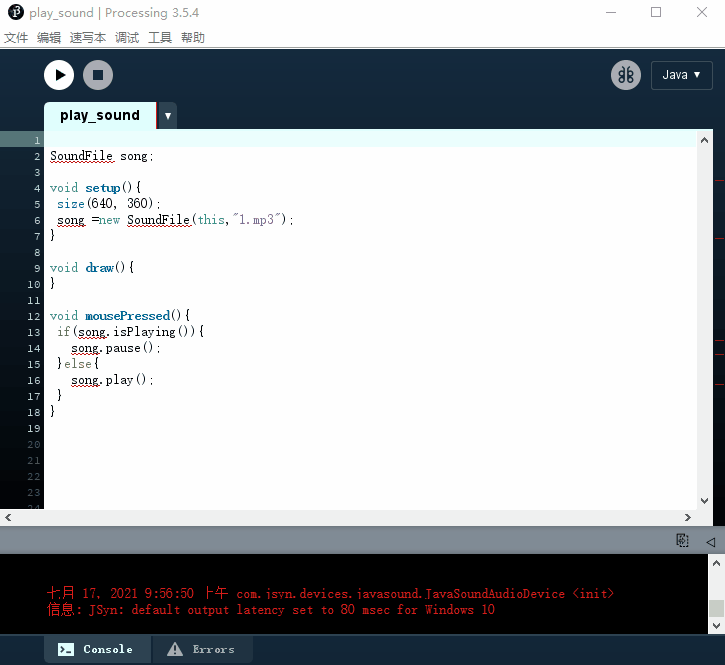 play_sound | Processing 3.5.4
文件 编辑 速写本 调试 工具 帮助
Java ▼
play_sound ▼
1
2 SoundFile song;
3
4 void setup(){
5 size(640, 360);
6 song =new SoundFile(this,"1.mp3");
7 }
8
9 void draw(){
10 }
11
12 void mousePressed(){
13 if(song.isPlaying()){
14 song.pause();
15 }else{
16 song.play();
17 }
18 }
19
20
21
22
23
24
七月 17, 2021 9:56:50 上午 com.jsyn.devices.javasound.JavaSoundAudioDevice <init>
信息: JSyn: default output latency set to 80 msec for Windows 10
Console Errors